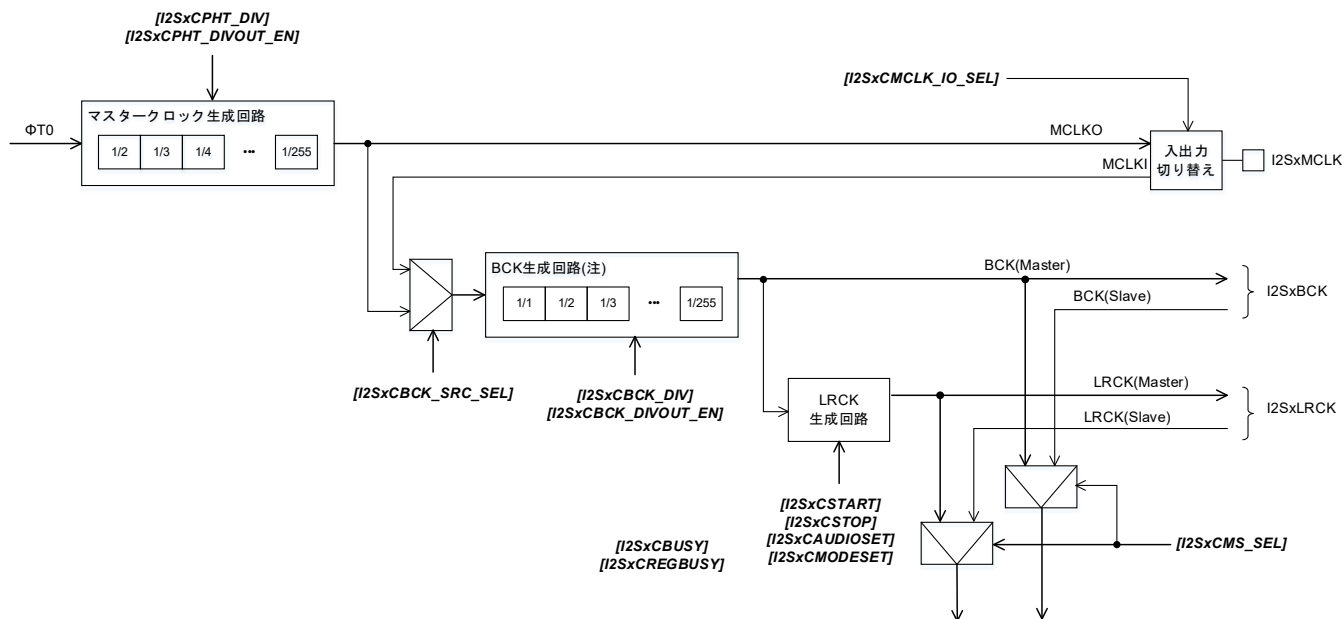 [I2SxCPHT_DIV]
[I2SxCPHT_DIVOUT_EN]
[I2SxCMCLK_IO_SEL]
ΦT0
マスタークロック生成回路
1/2 1/3 1/4 ••• 1/255
MCLKO
MCLKI
入出力
切り替え
I2SxMCLK
BCK生成回路(注)
1/1 1/2 1/3 ••• 1/255
BCK(Master)
BCK(Slave)
I2SxBCK
[I2SxCBCK_SRC_SEL]
[I2SxCBCK_DIV]
[I2SxCBCK_DIVOUT_EN]
LRCK
生成回路
LRCK(Master)
LRCK(Slave)
I2SxLRCK
[I2SxCSTART]
[I2SxCSTOP]
[I2SxCAUDIOSET]
[I2SxCMODESET]
[I2SxCBUSY]
[I2SxCREGBUSY]
[I2SxCMS_SEL]